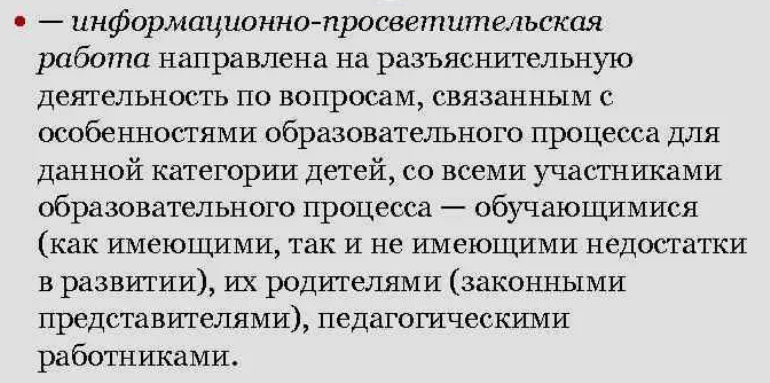 • — информационно-просветительская
работа направлена на разъяснительную
деятельность по вопросам, связанным с
особенностями образовательного процесса для
данной категории детей, со всеми участниками
образовательного процесса — обучающимися
(как имеющими, так и не имеющими недостатки
в развитии), их родителями (законными
представителями), педагогическими
работниками.